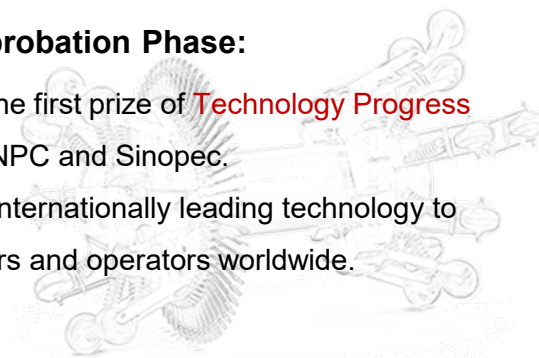 probation Phase:
he first prize of Technology Progress
NPC and Sinopec.
nternationally leading technology to
rs and operators worldwide.